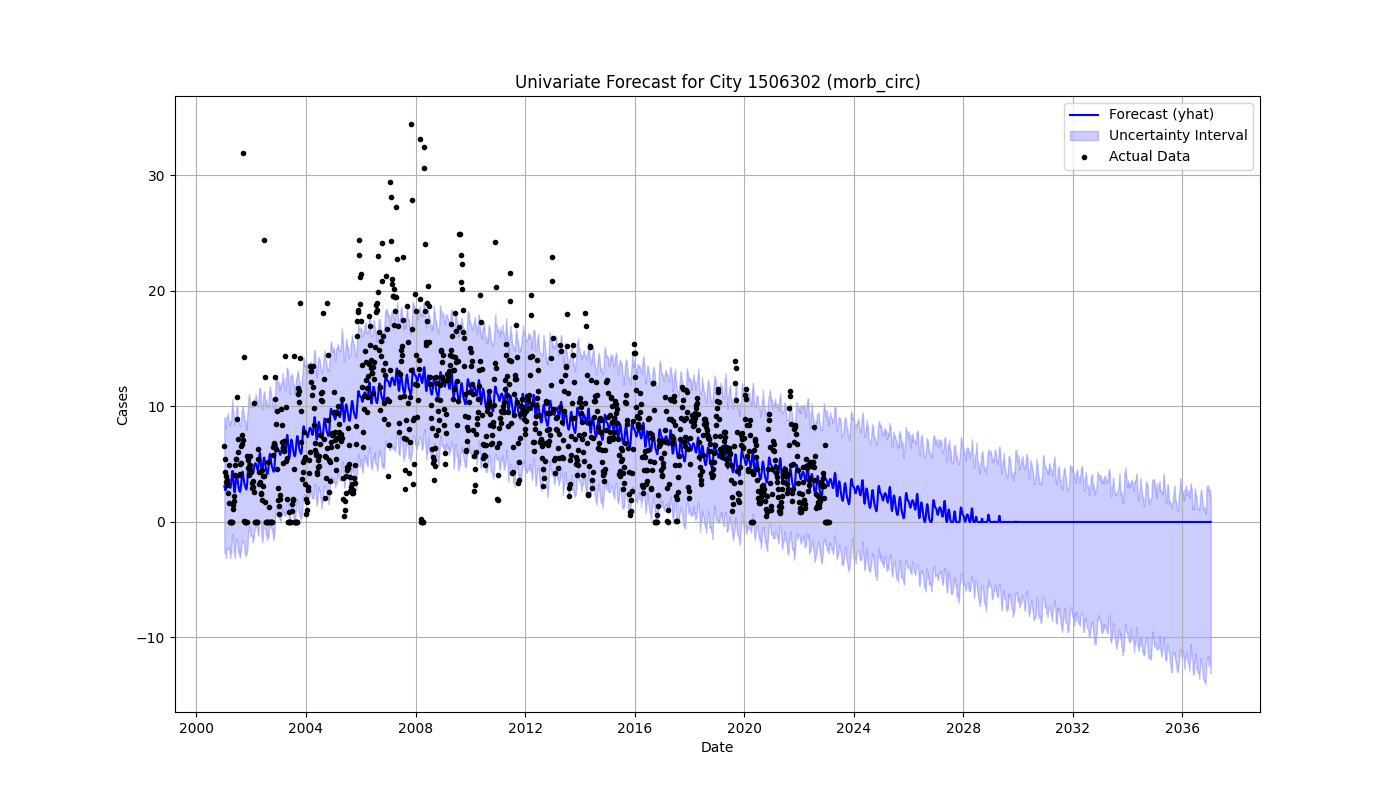 Univariate Forecast for City 1506302 (morb_circ)
Forecast (yhat)
Uncertainty Interval
Actual Data
Cases
30
20
10
0
−10
2000 2004 2008 2012 2016 2020 2024 2028 2032 2036
Date